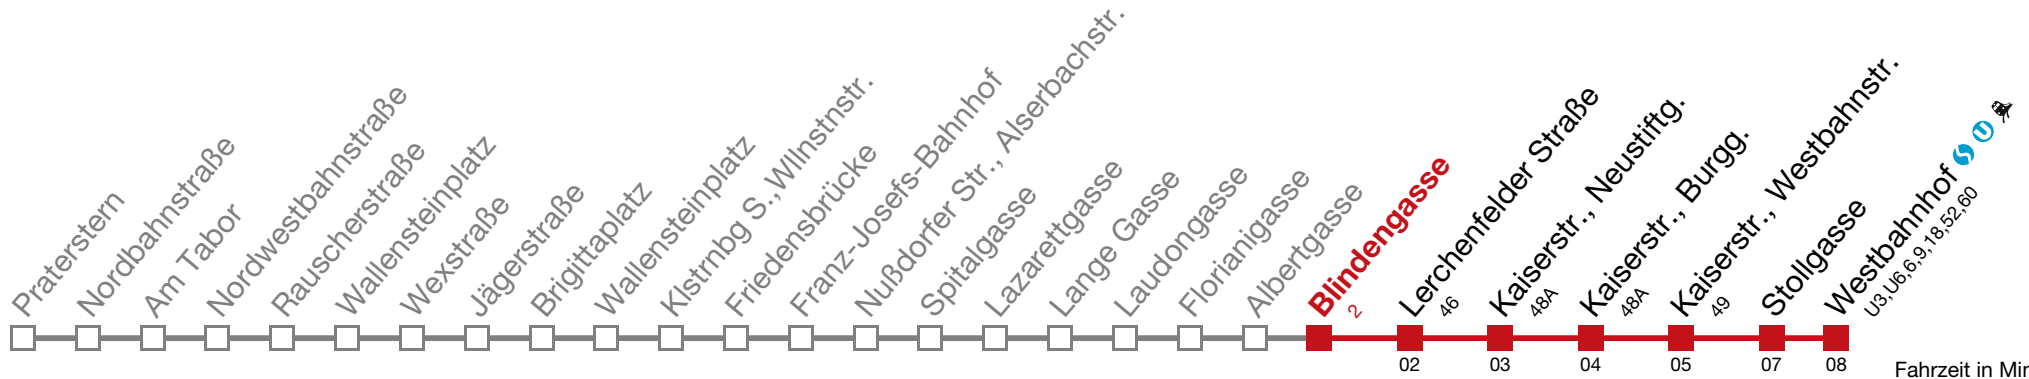 Praterstern
Nordbahnstraße
Am Tabor
Nordwestbahnstraße
Rauscherstraße
Wallensteinplatz
Wexstraße
Jägerstraße
Brigittaplatz
Wallensteinplatz
Klstrnbg S., Wllnstnstr.
Friedensbrücke
Franz-Josefs-Bahnhof
Nußdorfer Str., Alserbachstr.
Spitalgasse
Lazarettgasse
Lange Gasse
Laudongasse
Florianigasse
Albertgasse
Blindengasse
2
Lerchenfelder Straße
46
Kaiserstr., Neustiftg.
48A
Kaiserstr., Burgg.
48A
Kaiserstr., Westbahnstr.
49
Stollgasse
Westbahnhof S U
U3,U6,6,9,18,52,60
02 03 04 05 07 08
Fahrzeit in Min